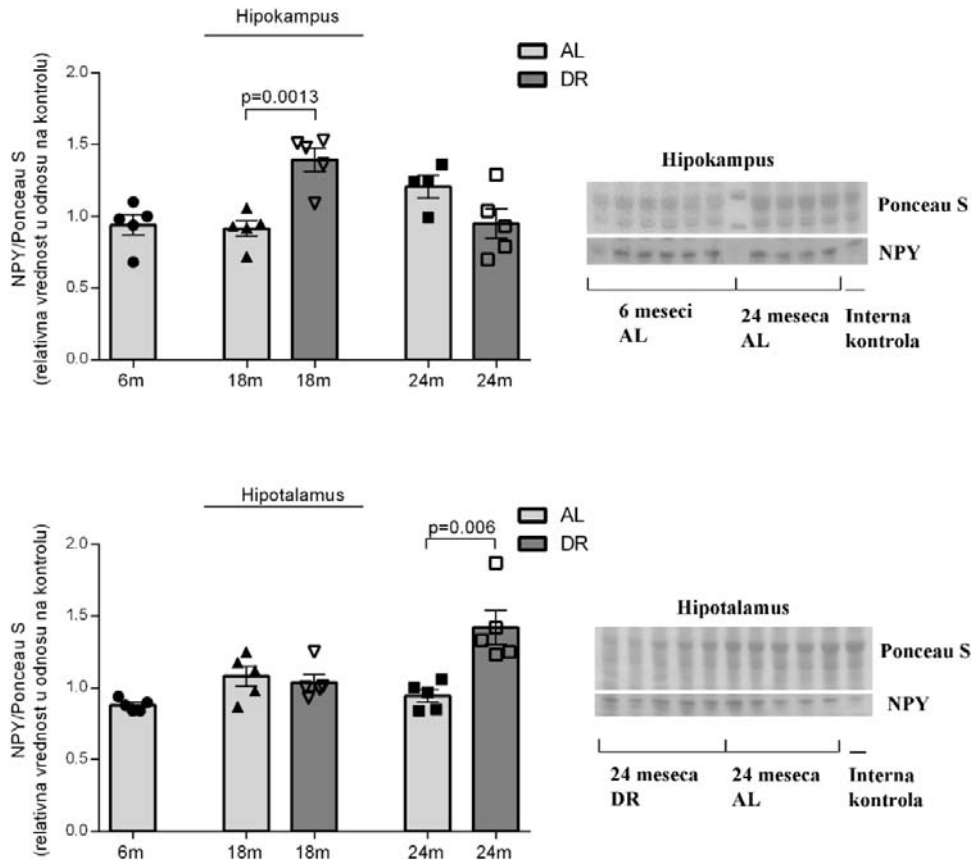 Hipokampus
AL
DR
NPY/Ponceau S
(relativna vrednost u odnosu na kontrolu)
2.0
1.5
1.0
0.5
0.0
p=0.0013
6m
18m
18m
24m
24m
Hipokampus
Ponceau S
NPY
6 meseci
AL
24 meseca
AL
Interna
kontrola
Hipotalamus
AL
DR
NPY/Ponceau S
(relativna vrednost u odnosu na kontrolu)
2.0
1.5
1.0
0.5
0.0
p=0.006
6m
18m
18m
24m
24m
Hipotalamus
Ponceau S
NPY
24 meseca
DR
24 meseca
AL
Interna
kontrola